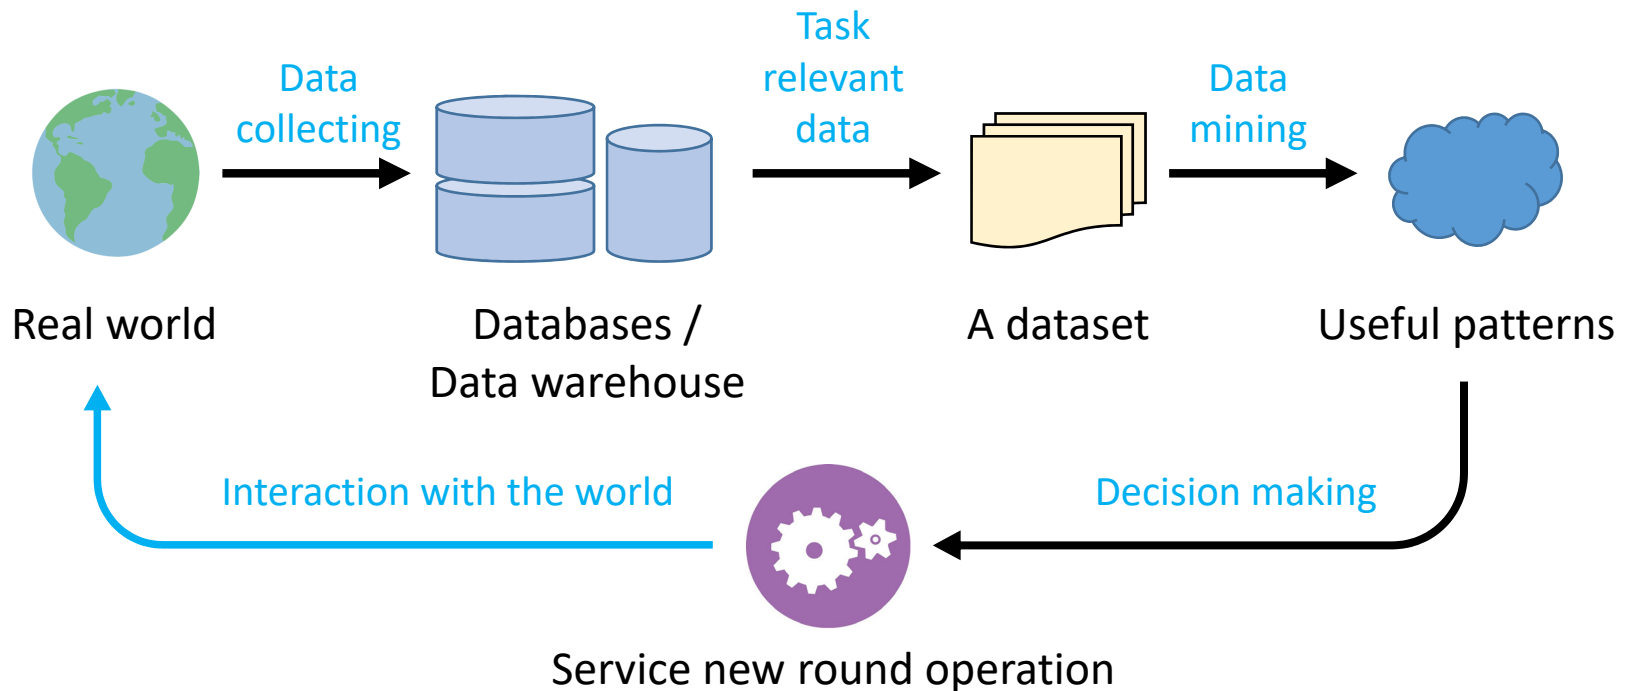 Data
collecting
Task
relevant
data
Data
mining
Real world
Databases /
Data warehouse
A dataset
Useful patterns
Interaction with the world
Decision making
Service new round operation